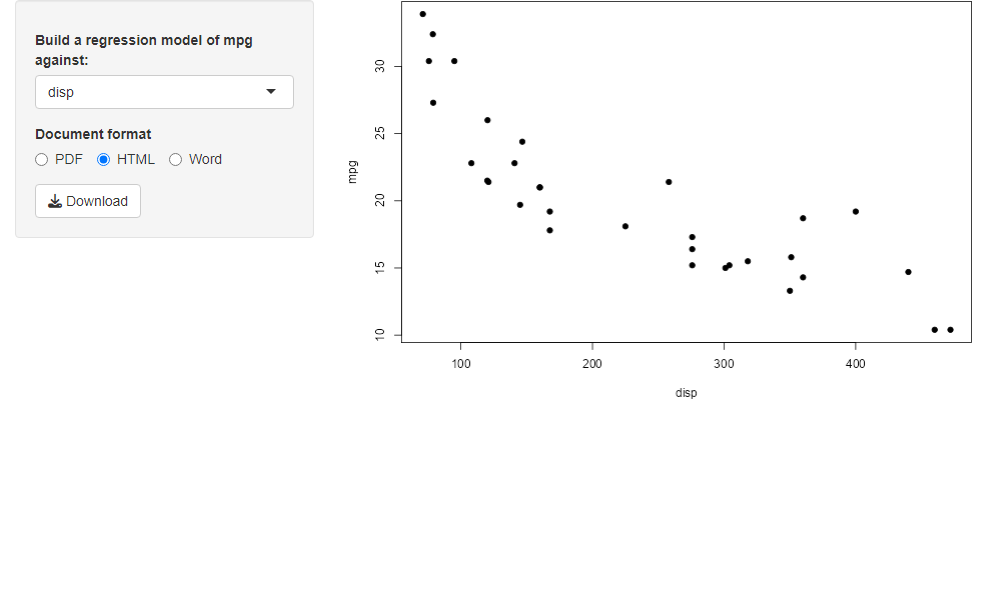 Build a regression model of mpg
against:
disp
Document format
PDF HTML Word
Download
mpg
30
25
20
15
10
100 200 300 400
disp